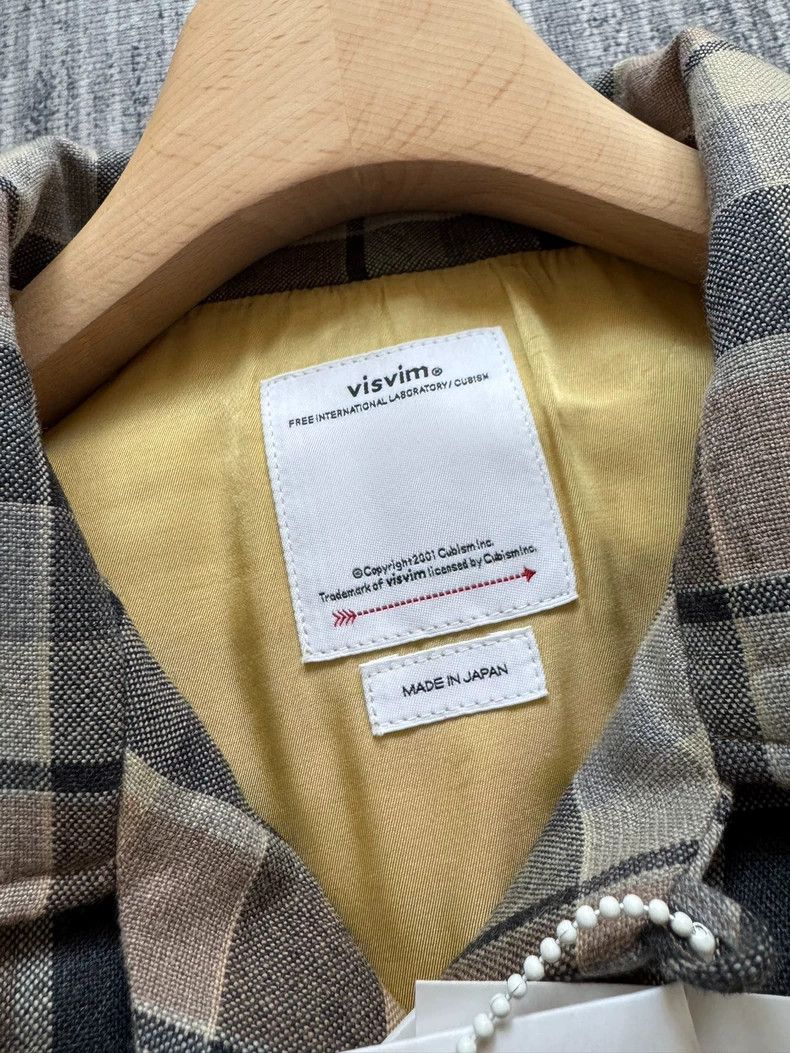 visvim®
FREE INTERNATIONAL LABORATORY/ CUBISM
©Copyright2001 Cubism Inc.
Trademark of visvim licensed by Cubism Inc.
MADE IN JAPAN